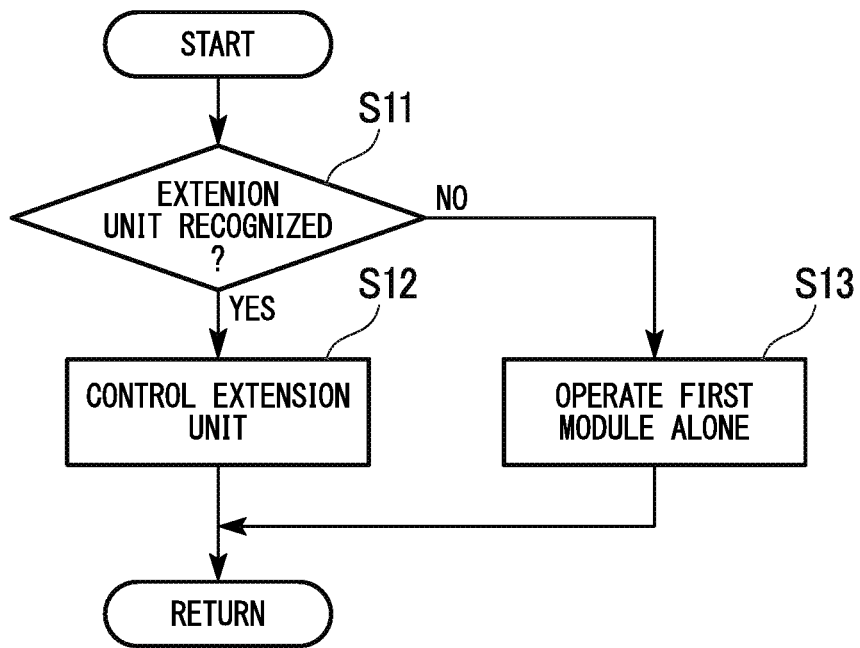 START
S11
EXTENION
UNIT RECOGNIZED
?
NO
YES
S12
CONTROL EXTENSION
UNIT
S13
OPERATE FIRST
MODULE ALONE
RETURN